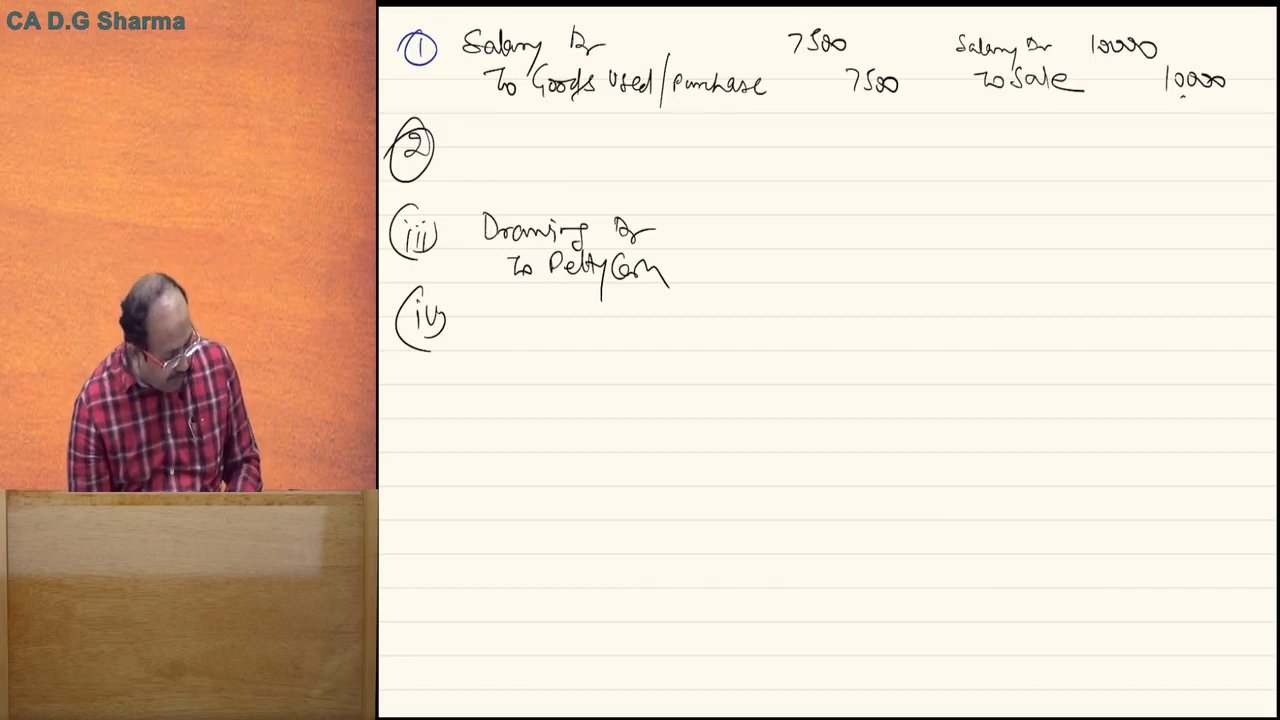 CA D.G Sharma
① Salary Dr 7500 Salary Dr 10000
To Goods Used/Purchase 7500 To Sale 10000
②
(iii) Drawing Dr
To Petty Cash
(iv)